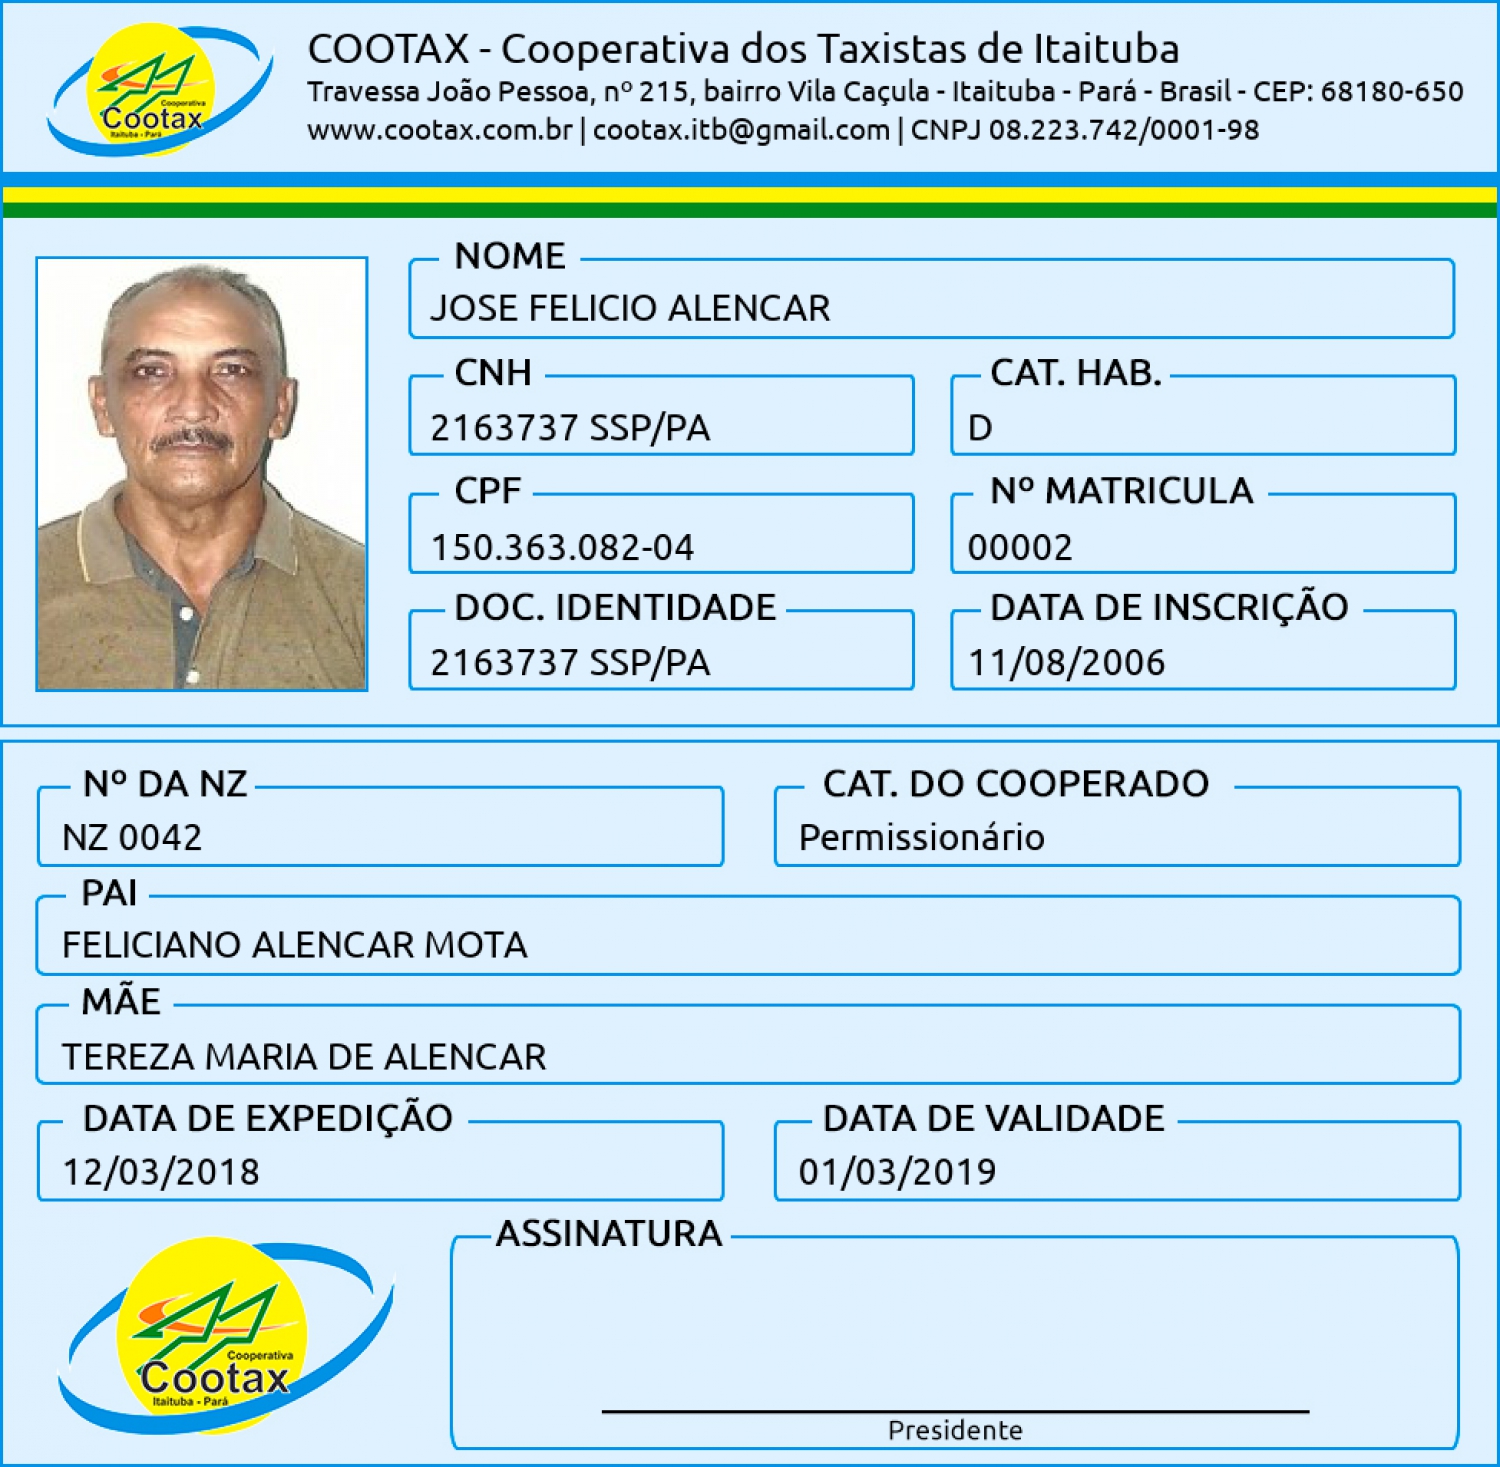 Cooperativa
Cootax
Itaituba - Pará
COOTAX - Cooperativa dos Taxistas de Itaituba
Travessa João Pessoa, nº 215, bairro Vila Caçula - Itaituba - Pará - Brasil - CEP: 68180-650
www.cootax.com.br | cootax.itb@gmail.com | CNPJ 08.223.742/0001-98
NOME
JOSE FELICIO ALENCAR
CNH
2163737 SSP/PA
CAT. HAB.
D
CPF
150.363.082-04
Nº MATRICULA
00002
DOC. IDENTIDADE
2163737 SSP/PA
DATA DE INSCRIÇÃO
11/08/2006
Nº DA NZ
NZ 0042
CAT. DO COOPERADO
Permissionário
PAI
FELICIANO ALENCAR MOTA
MÃE
TEREZA MARIA DE ALENCAR
DATA DE EXPEDIÇÃO
12/03/2018
DATA DE VALIDADE
01/03/2019
Cooperativa
Cootax
Itaituba - Pará
ASSINATURA
Presidente